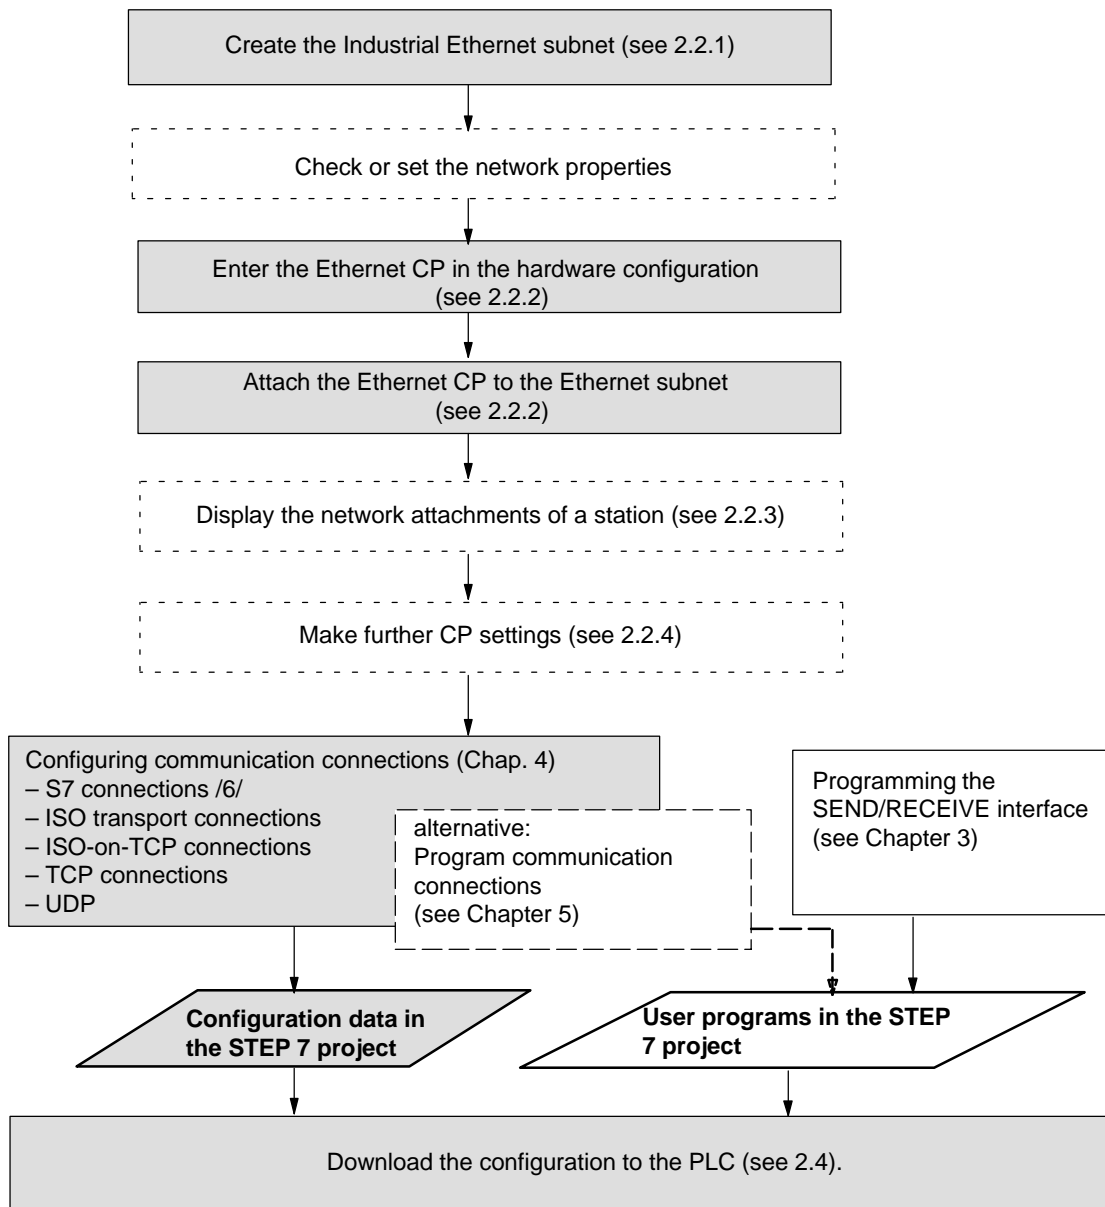 Create the Industrial Ethernet subnet (see 2.2.1)
Check or set the network properties
Enter the Ethernet CP in the hardware configuration
(see 2.2.2)
Attach the Ethernet CP to the Ethernet subnet
(see 2.2.2)
Display the network attachments of a station (see 2.2.3)
Make further CP settings (see 2.2.4)
Configuring communication connections (Chap. 4)
– S7 connections /6/
– ISO transport connections
– ISO-on-TCP connections
– TCP connections
– UDP
alternative:
Program communication
connections
(see Chapter 5)
Programming the
SEND/RECEIVE interface
(see Chapter 3)
Configuration data in
the STEP 7 project
User programs in the STEP
7 project
Download the configuration to the PLC (see 2.4).